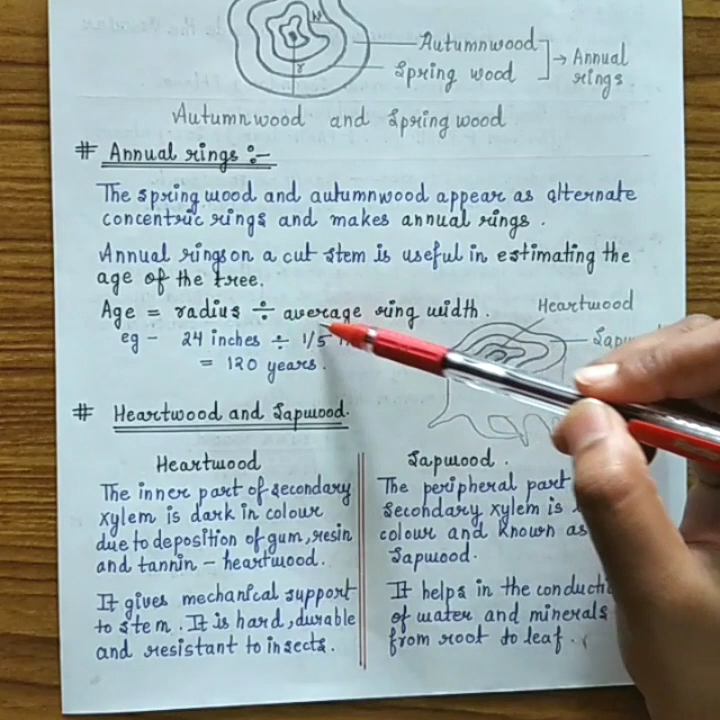 Autumnwood
Spring wood
→ Annual rings
W
r
Autumnwood and Spring wood
# Annual rings :-
The spring wood and autumnwood appear as alternate
concentric rings and makes annual rings .
Annual rings on a cut stem is useful in estimating the
age of the tree.
Age = radius ÷ average ring width .
eg - 24 inches ÷ 1/5
= 120 years .
Heartwood
# Heartwood and Sapwood.
Heartwood
The inner part of secondary
xylem is dark in colour
due to deposition of gum, resin
and tannin - heartwood.
It gives mechanical support
to stem. It is hard, durable
and resistant to insects.
Sapwood .
The peripheral part
secondary xylem is
colour and known as
Sapwood.
It helps in the
of water and minerals
from root to leaf .